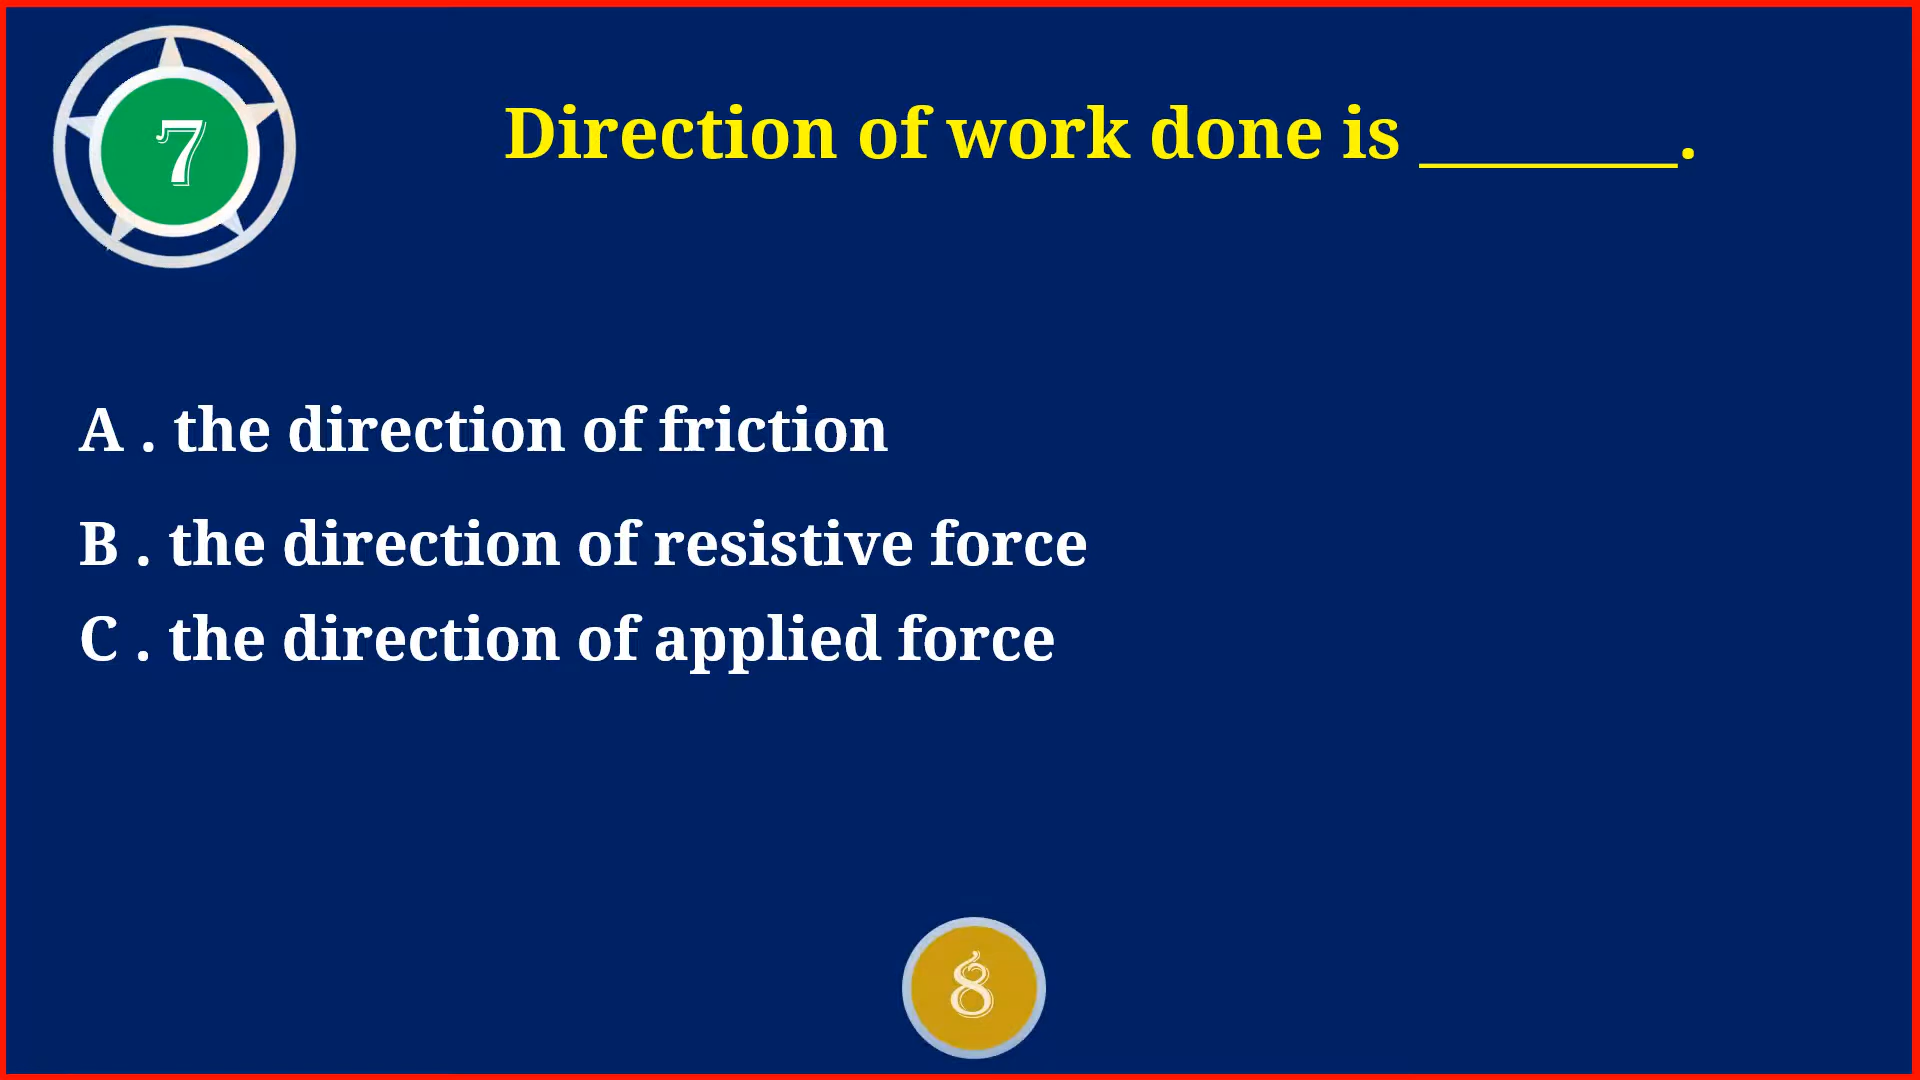 7
Direction of work done is ________.
A . the direction of friction
B . the direction of resistive force
C . the direction of applied force
8